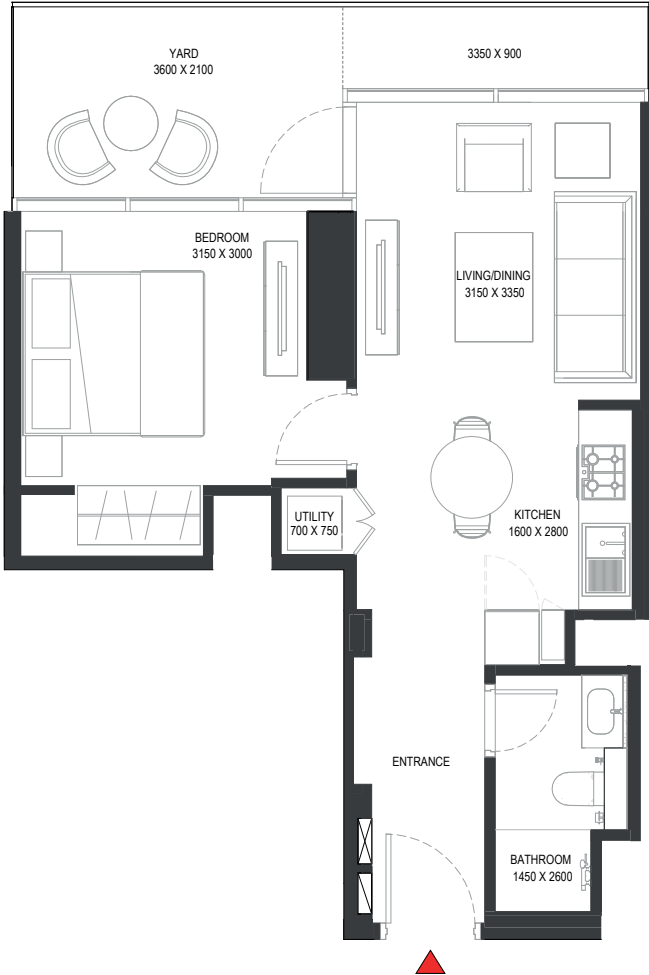 YARD
3600 X 2100
3350 X 900
BEDROOM
3150 X 3000
LIVING/DINING
3150 X 3350
UTILITY
700 X 750
KITCHEN
1600 X 2800
ENTRANCE
BATHROOM
1450 X 2600